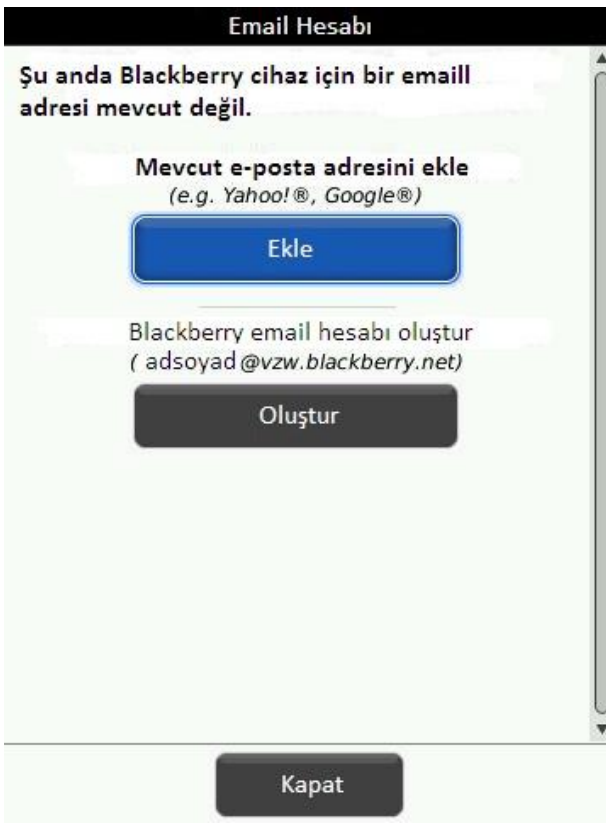 Email Hesabı
Şu anda Blackberry cihaz için bir emaill
adresi mevcut değil.
Mevcut e-posta adresini ekle
(e.g. Yahoo!®, Google®)
Ekle
Blackberry email hesabı oluştur
( adsoyad @vzw.blackberry.net)
Oluştur
Kapat